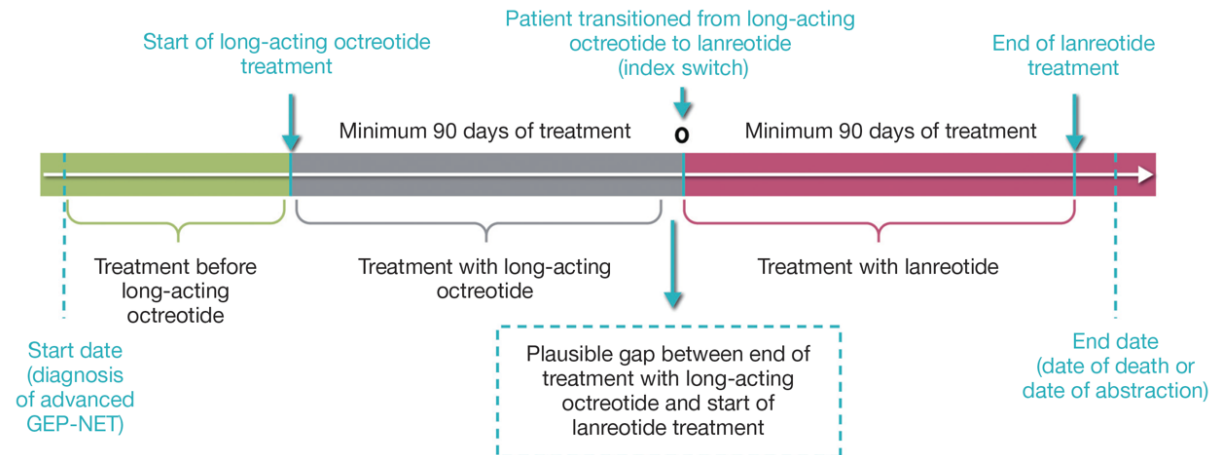 Start of long-acting octreotide
treatment
Patient transitioned from long-acting
octreotide to lanreotide
(index switch)
End of lanreotide
treatment
Minimum 90 days of treatment
0
Minimum 90 days of treatment
Treatment before
long-acting
octreotide
Treatment with long-acting
octreotide
Treatment with lanreotide
Start date
(diagnosis
of advanced
GEP-NET)
Plausible gap between end of
treatment with long-acting
octreotide and start of
lanreotide treatment
End date
(date of death or
date of abstraction)